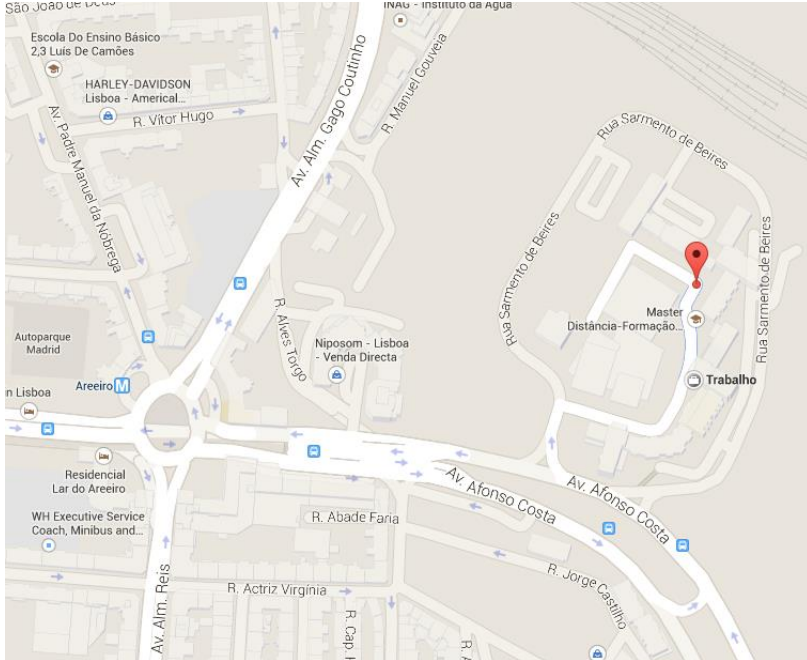 São João de Deus
INAG - Instituto da Água
Escola Do Ensino Básico
2,3 Luís De Camões
HARLEY-DAVIDSON
Lisboa - Americal...
R. Vítor Hugo
Av. Alm. Gago Coutinho
R. Manuel Gouveia
Av. Padre Manuel da Nóbrega
Rua Sarmento de Beires
Rua Sarmento de Beires
Rua Sarmento de Beires
Master
Distância-Formação...
R. Alves Torgo
Niposom - Lisboa
- Venda Directa
Autoparque
Madrid
Areeiro
M
Trabalho
n Lisboa
Residencial
Lar do Areeiro
Av. Afonso Costa
Av. Afonso Costa
WH Executive Service
Coach, Minibus and...
R. Abade Faria
R. Jorge Castilho
R. Actriz Virgínia
Av. Alm. Reis
R. Cap.
R.